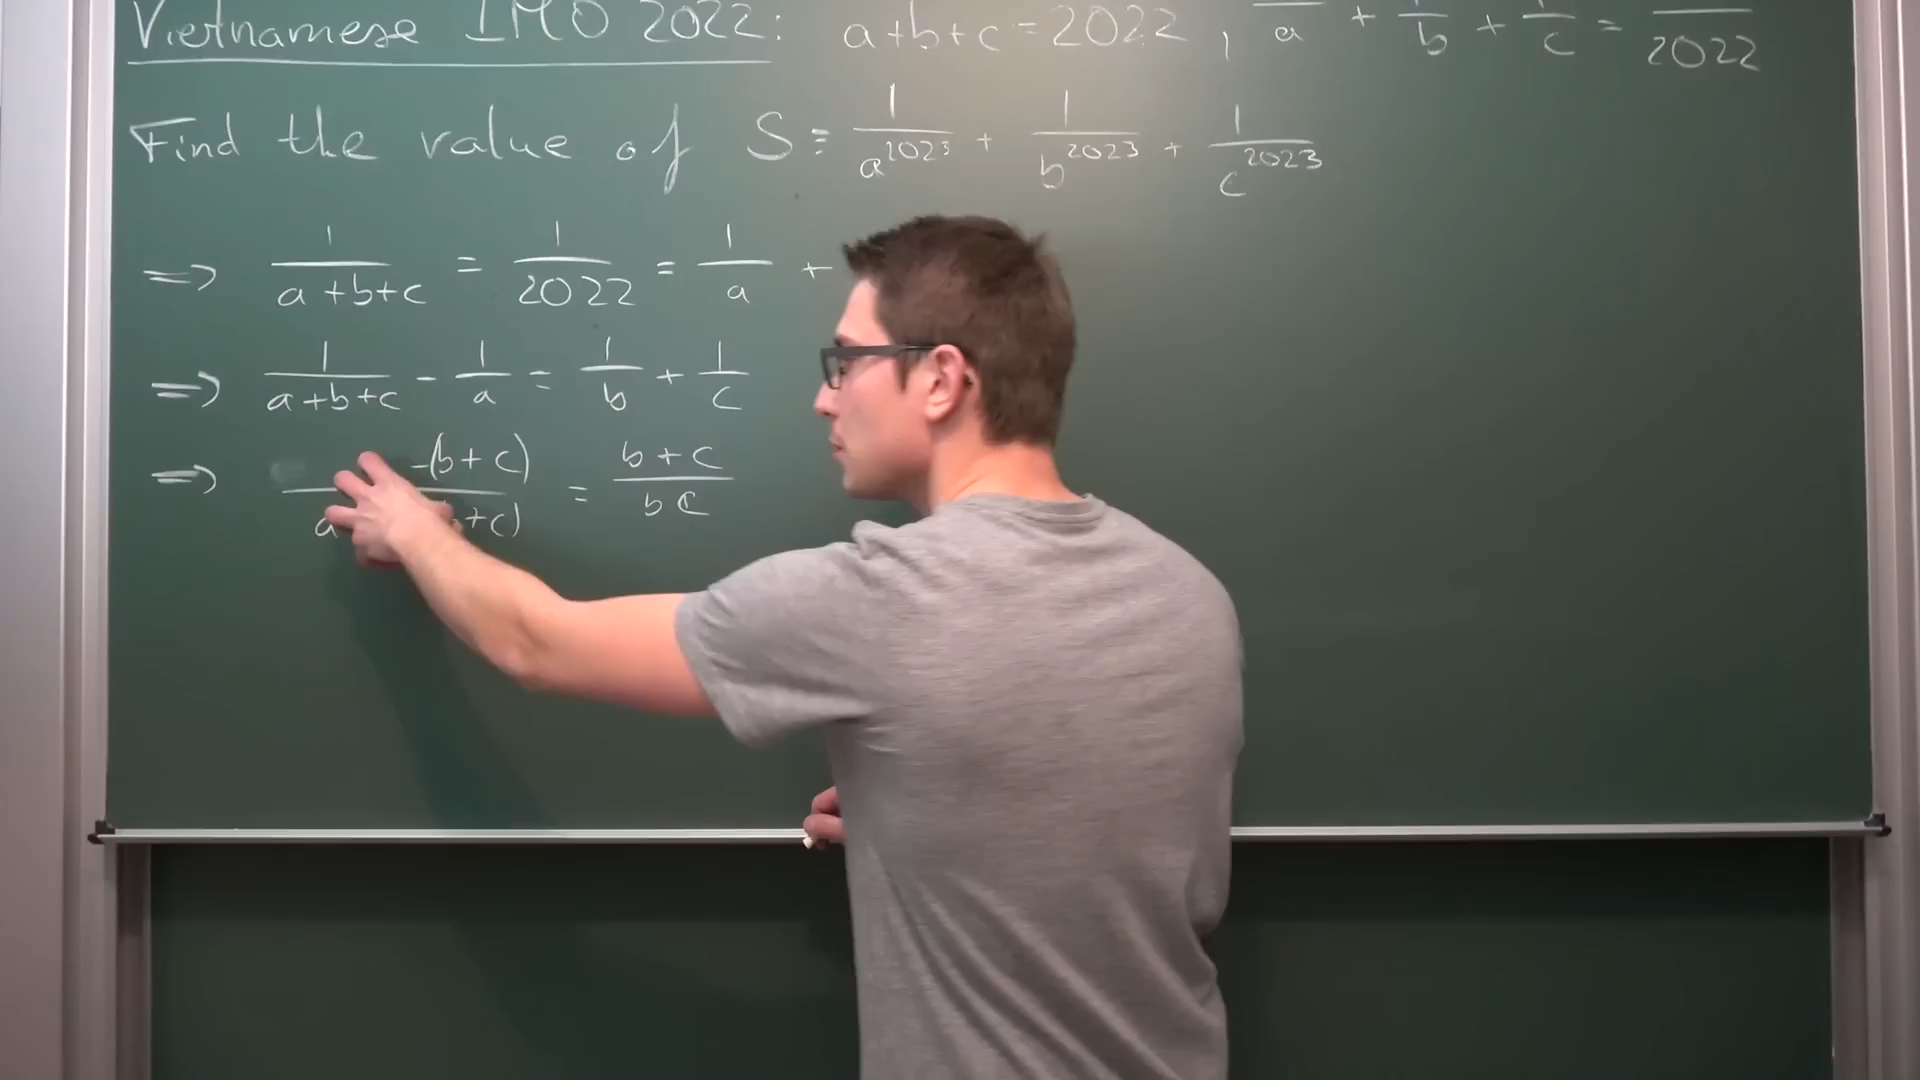 Vietnamese IMO 2022: a+b+c=2022, 1/a + 1/b + 1/c = 1/2022
Find the value of S = 1/a^2023 + 1/b^2023 + 1/c^2023
=> 1/(a+b+c) = 1/2022 = 1/a +
=> 1/(a+b+c) - 1/a = 1/b + 1/c
=> -(b+c)/a +c) = (b+c)/bc